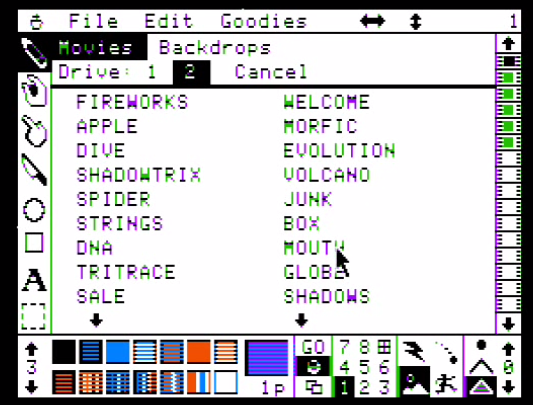 File Edit Goodies 1
Movies Backdrops
Drive: 1 2 Cancel
FIREWORKS WELCOME
APPLE MORFIC
DIVE EVOLUTION
SHADOWTRIX VOLCANO
SPIDER JUNK
STRINGS BOX
DNA MOUTH
TRITRACE GLOBE
SALE SHADOWS
A
GO 7 8
3 4 5 6 0
1p 1 2 3